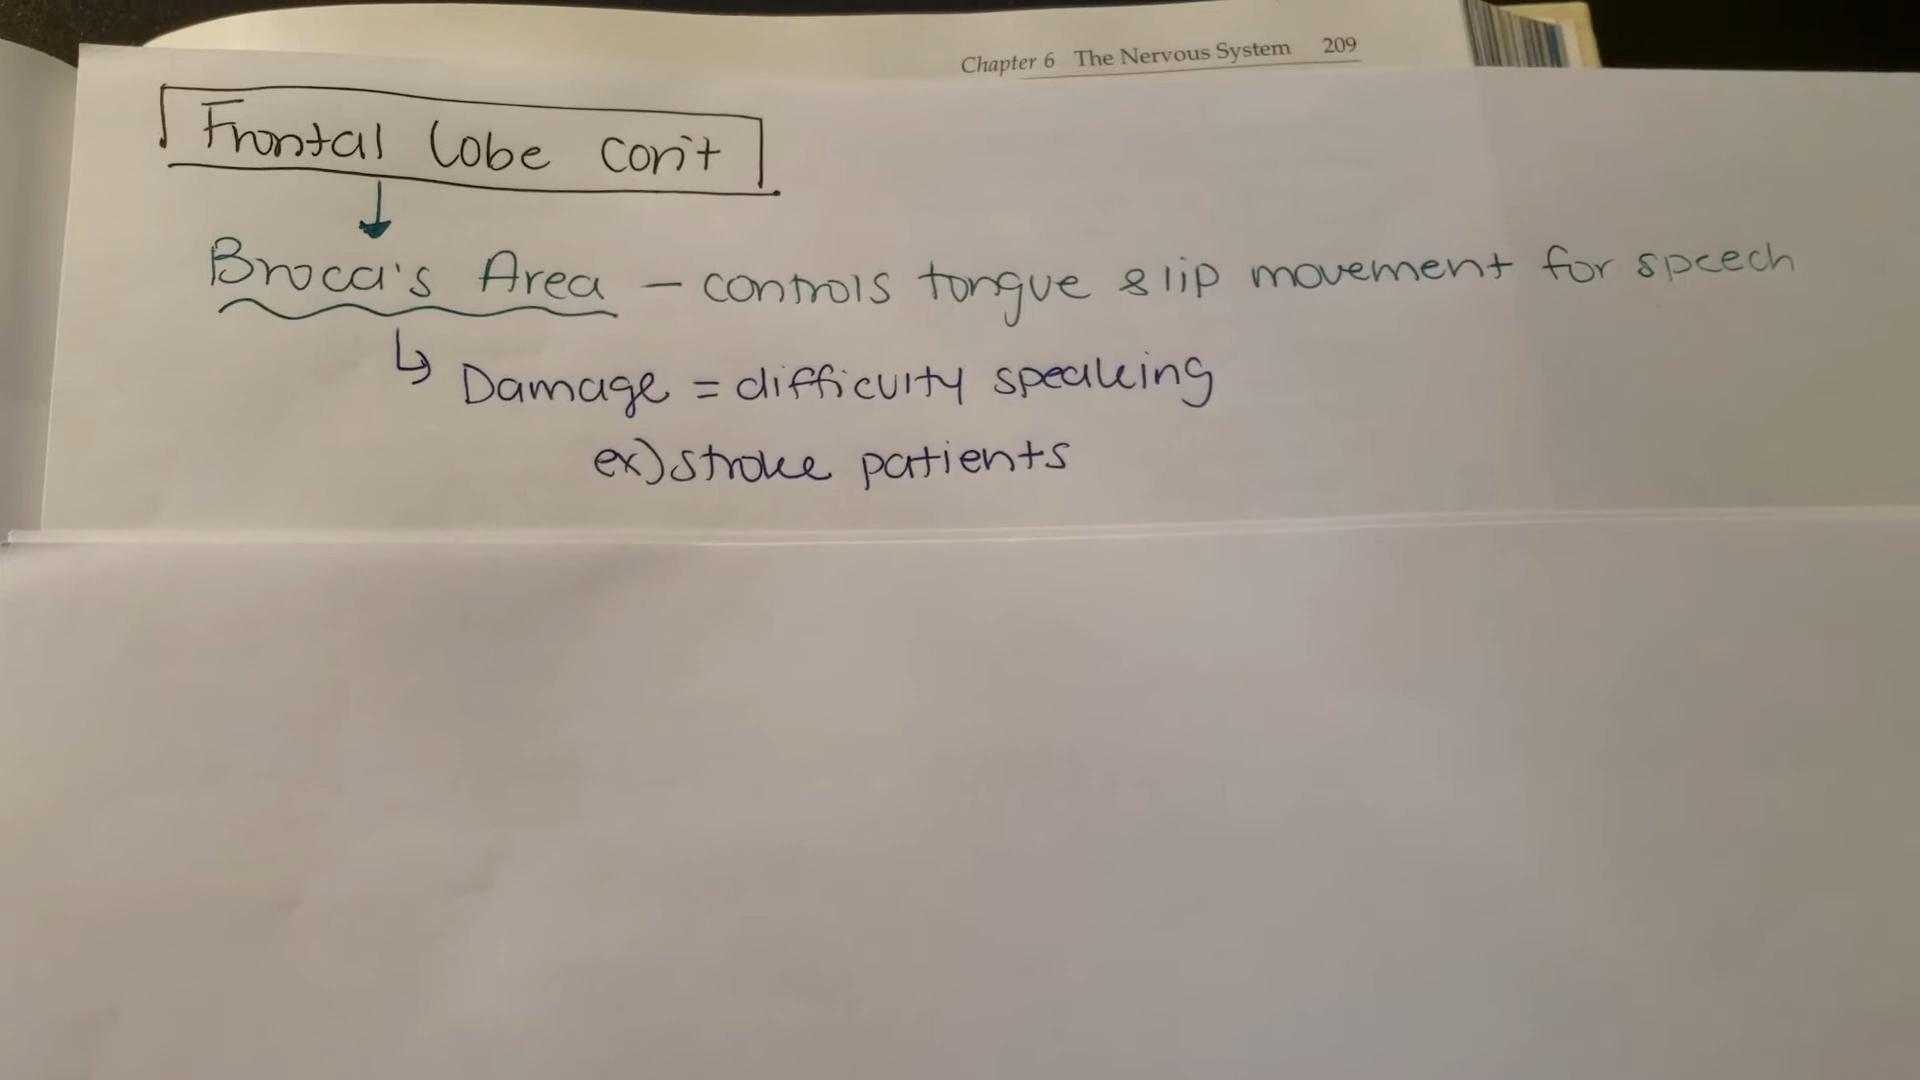 Chapter 6 The Nervous System 209
Frontal lobe con't
Broca's Area – controls tongue & lip movement for speech
↳ Damage = difficulty speaking
ex) stroke patients